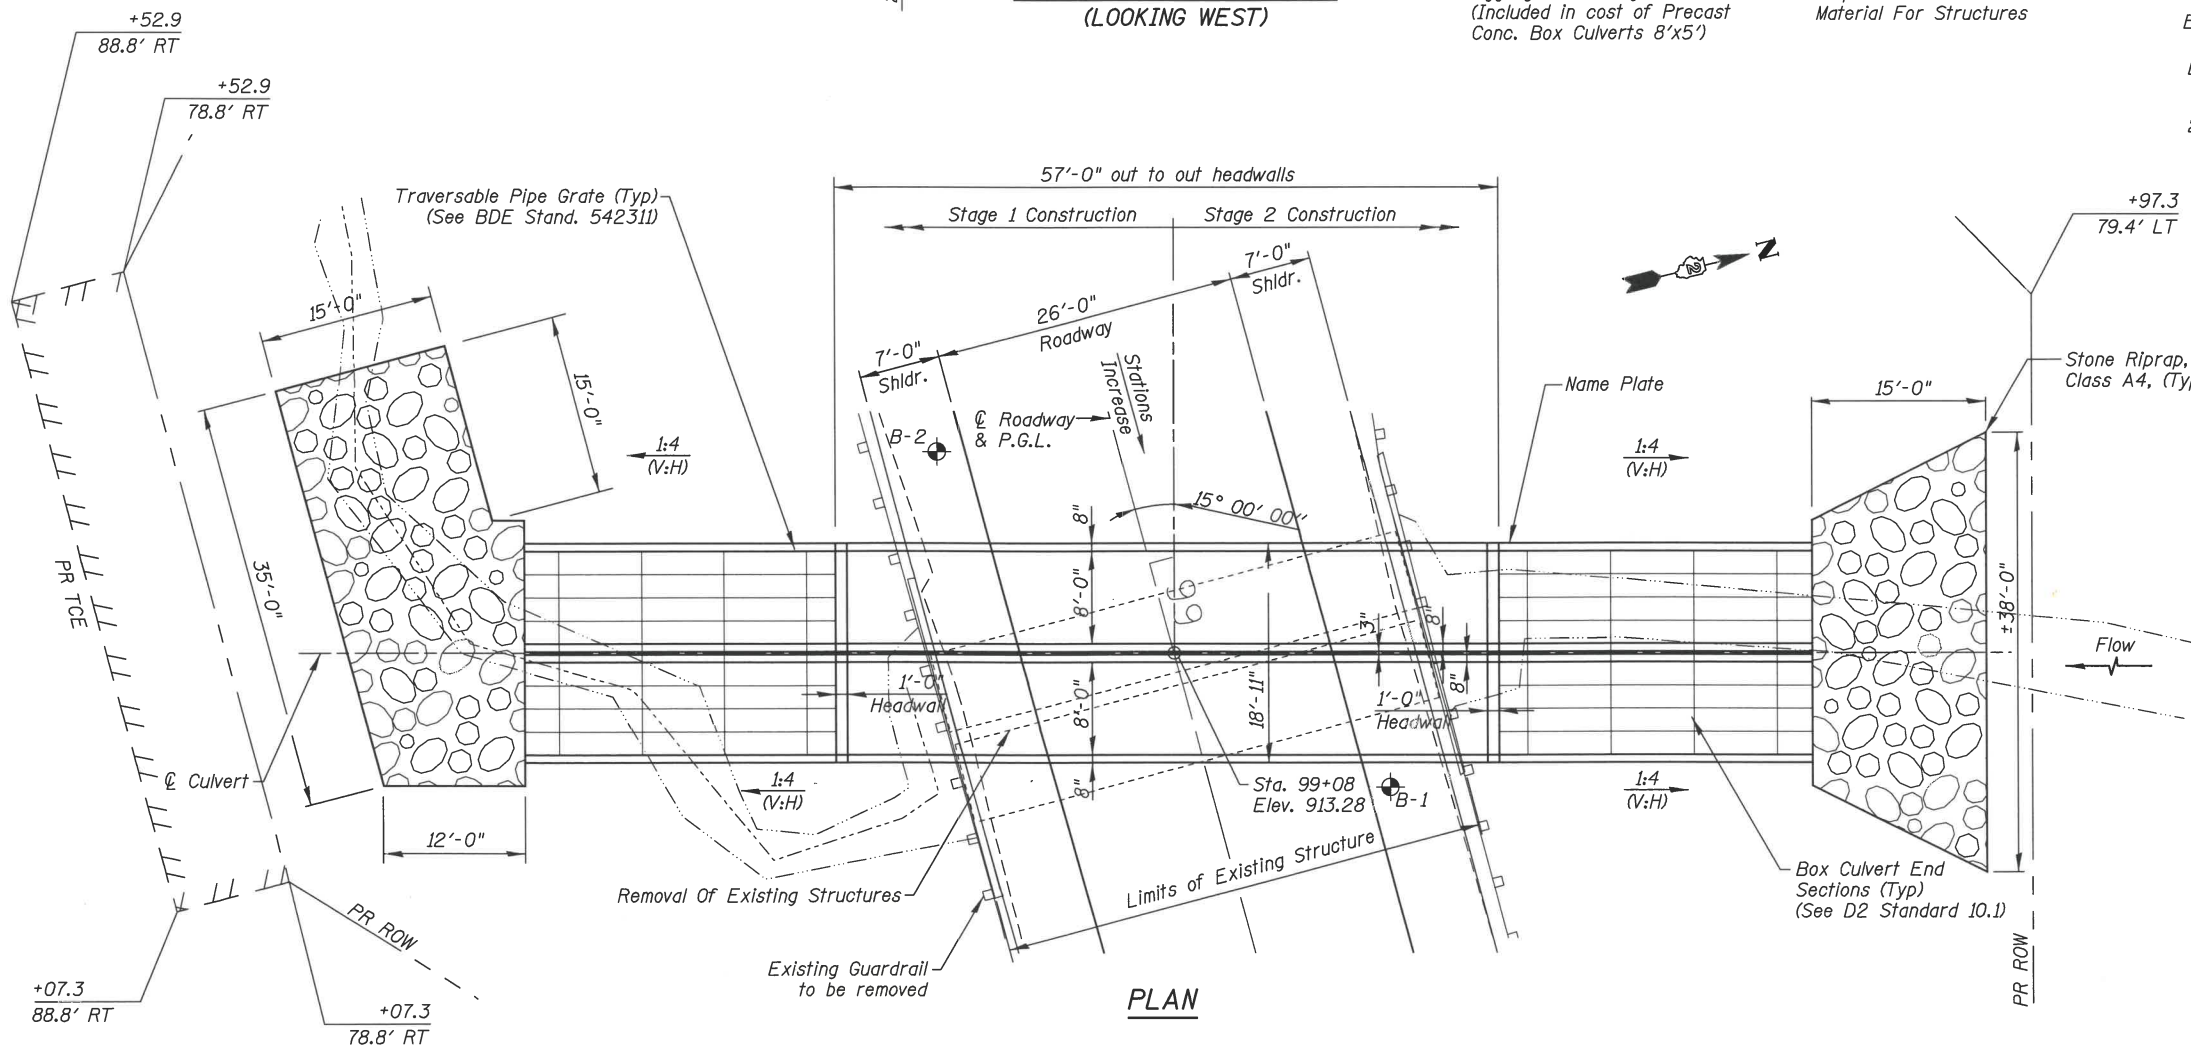 +52.9
88.8' RT
+52.9
78.8' RT
(LOOKING WEST)
(Included in cost of Precast
Conc. Box Culverts 8'x5')
Material For Structures
57'-0" out to out headwalls
Traversable Pipe Grate (Typ)
(See BDE Stand. 542311)
Stage 1 Construction
Stage 2 Construction
+97.3
79.4' LT
N
7'-0"
Shldr.
26'-0"
Roadway
7'-0"
Shldr.
15'-0"
15'-0"
Stations
Increase
℄ Roadway
& P.G.L.
B-2
Name Plate
15'-0"
Stone Riprap,
Class A4, (Ty
1:4
(V:H)
1:4
(V:H)
15° 00' 00"
8"
35'-0"
PR TCE
8'-0"
99
3"
8"
±38'-0"
Flow
1'-0"
Headwall
8'-0"
18'-11"
8"
1'-0"
Headwall
℄ Culvert
1:4
(V:H)
8"
Sta. 99+08
Elev. 913.28
B-1
1:4
(V:H)
12'-0"
Limits of Existing Structure
Removal Of Existing Structures
Box Culvert End
Sections (Typ)
(See D2 Standard 10.1)
PR ROW
Existing Guardrail
to be removed
PR ROW
PLAN
+07.3
88.8' RT
+07.3
78.8' RT